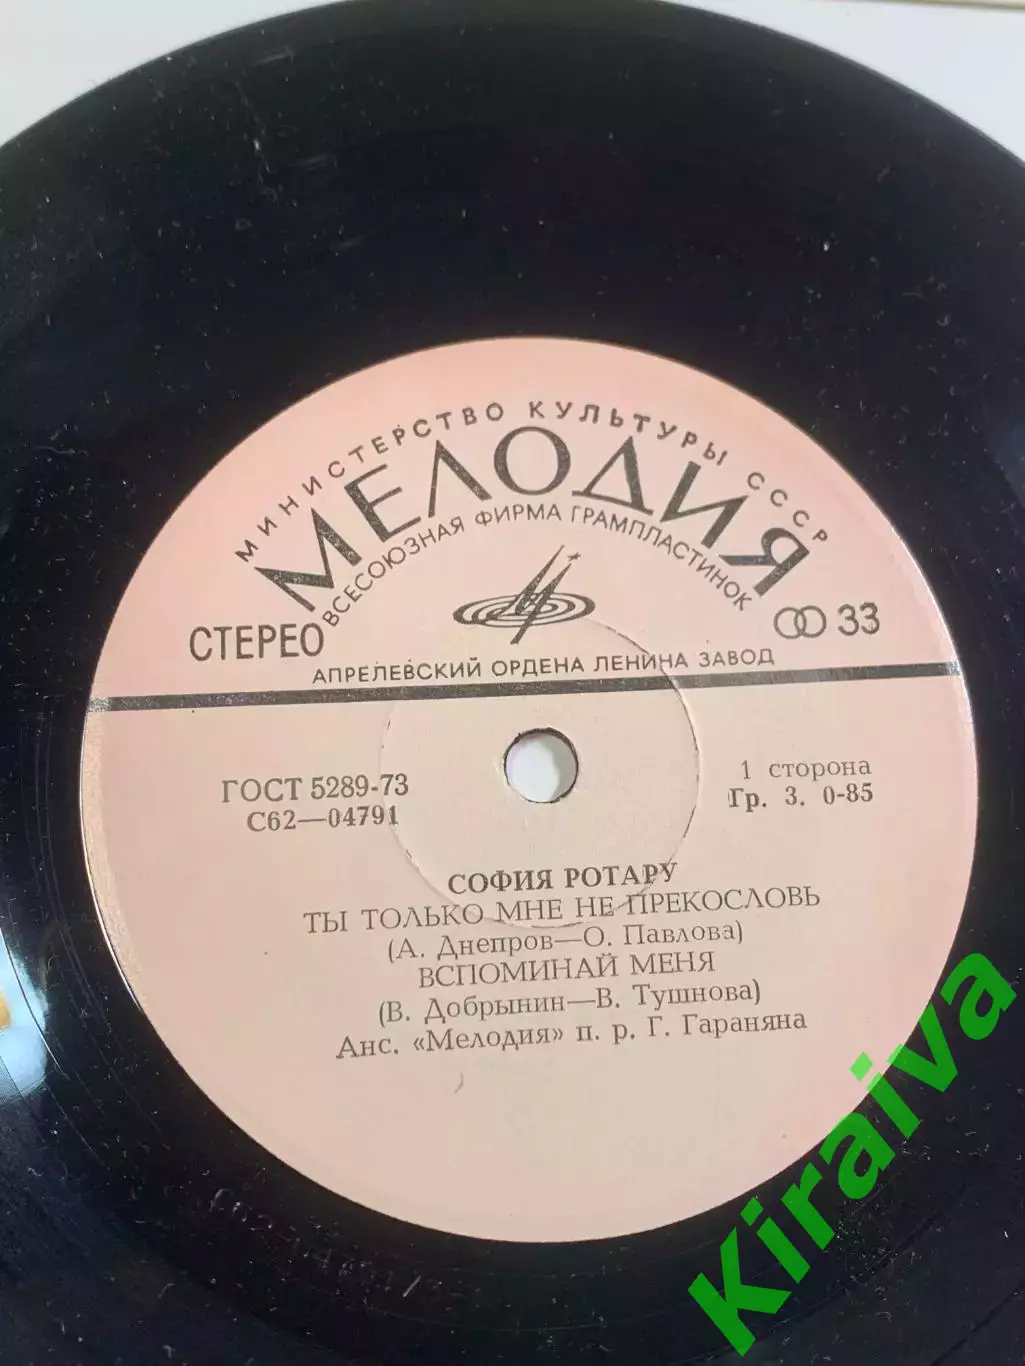 МИНИСТЕРСТВО КУЛЬТУРЫ СССР
МЕЛОДИЯ
ВСЕСОЮЗНАЯ ФИРМА ГРАМПЛАСТИНОК
СТЕРЕО
33
АПРЕЛЕВСКИЙ ОРДЕНА ЛЕНИНА ЗАВОД
ГОСТ 5289-73
С62—04791
1 сторона
Гр. 3. 0-85
СОФИЯ РОТАРУ
ТЫ ТОЛЬКО МНЕ НЕ ПРЕКОСЛОВЬ
(А. Днепров—О. Павлова)
ВСПОМИНАЙ МЕНЯ
(В. Добрынин—В. Тушнова)
Анс. «Мелодия» п. р. Г. Гараняна
Kiraiva